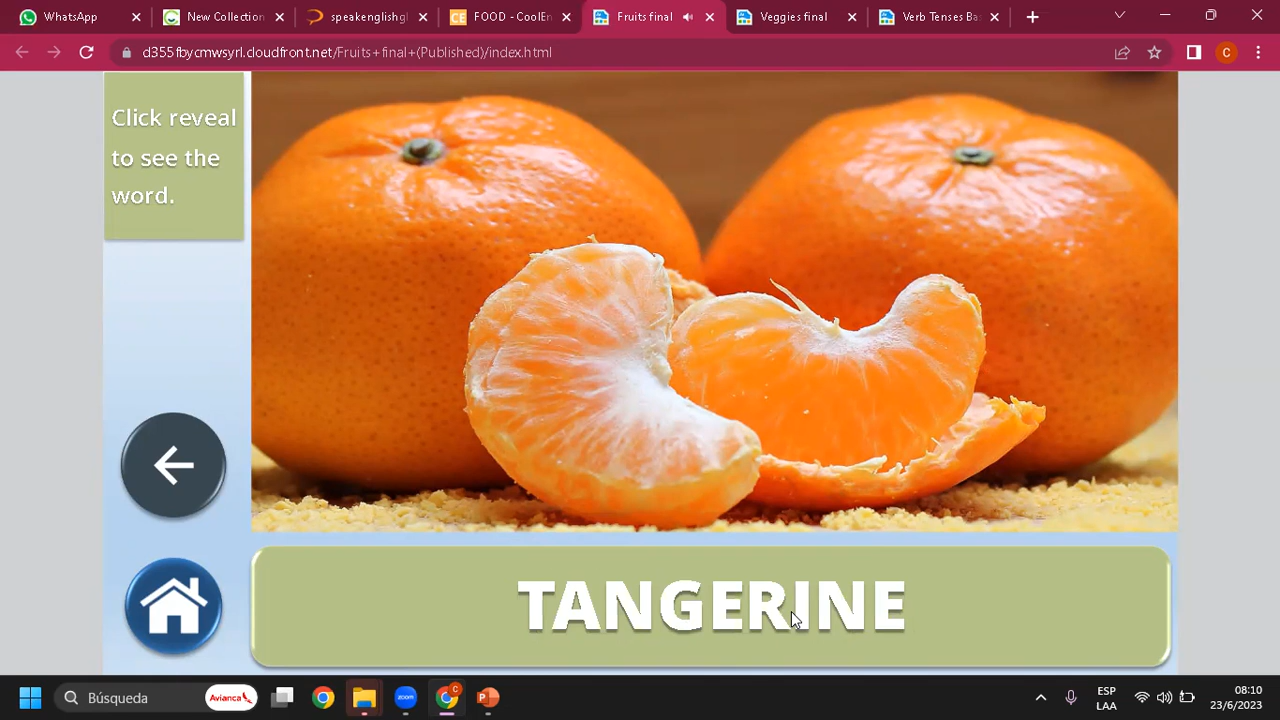 WhatsApp
New Collection
speakenglishgl
FOOD - CoolEn
Fruits final
Veggies final
Verb Tenses Ba
d355fbycmwsyrl.cloudfront.net/Fruits+final+(Published)/index.html
C
Click reveal
to see the
word.
TANGERINE
Búsqueda
Avianca
zoom
C
P
ESP
LAA
08:10
23/6/2023